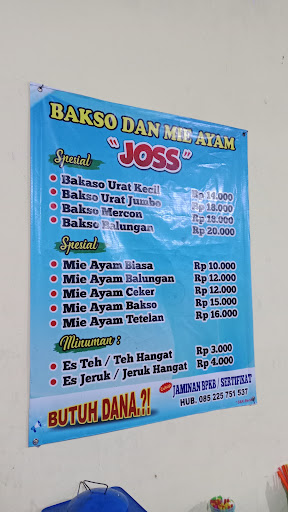 BAKSO DAN MIE AYAM
"JOSS"
Spesial
• Bakaso Urat Kecil Rp 14.000
• Bakso Urat Jumbo Rp 18.000
• Bakso Mercon Rp 18.000
• Bakso Balungan Rp 20.000
Spesial
• Mie Ayam Biasa Rp 10.000
• Mie Ayam Balungan Rp 12.000
• Mie Ayam Ceker Rp 12.000
• Mie Ayam Bakso Rp 15.000
• Mie Ayam Tetelan Rp 16.000
Minuman :
• Es Teh / Teh Hangat Rp 3.000
• Es Jeruk / Jeruk Hangat Rp 4.000
BUTUH DANA.?!
JAMINAN BPKB / SERTIFIKAT
HUB. 085 225 751 537